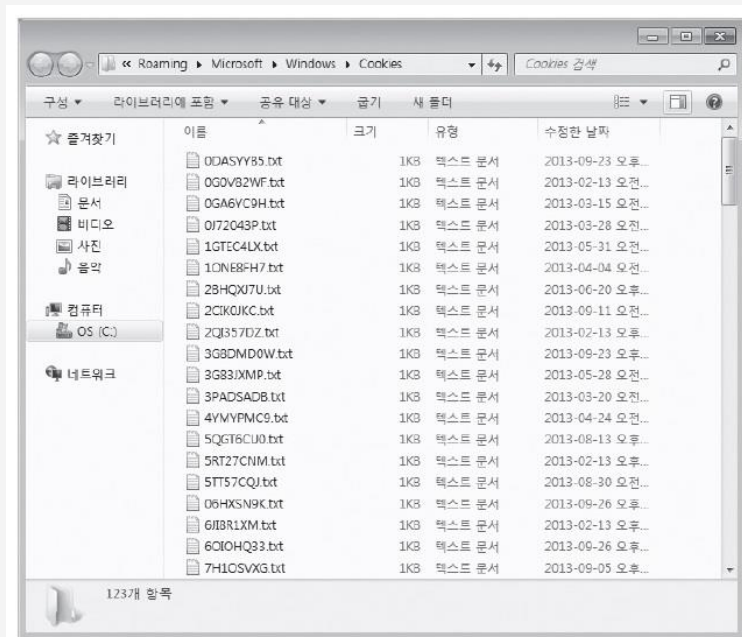 « Roaming ▸ Microsoft ▸ Windows ▸ Cookies Cookies 검색
구성 ▾ 라이브러리에 포함 ▾ 공유 대상 ▾ 굽기 새 폴더
즐겨찾기
라이브러리
문서
비디오
사진
음악
컴퓨터
OS (C:)
네트워크
이름 크기 유형 수정한 날짜
0DASYY85.txt 1KB 텍스트 문서 2013-09-23 오후...
0G0V82WF.txt 1KB 텍스트 문서 2013-02-13 오전...
0GA6YC9H.txt 1KB 텍스트 문서 2013-03-15 오전...
0J72043P.txt 1KB 텍스트 문서 2013-03-28 오전...
1GTEC4LX.txt 1KB 텍스트 문서 2013-05-31 오전...
1ONE8FH7.txt 1KB 텍스트 문서 2013-04-04 오전...
2BHQXJ7U.txt 1KB 텍스트 문서 2013-06-20 오후...
2CIK0JKC.txt 1KB 텍스트 문서 2013-09-11 오전...
2QI357DZ.txt 1KB 텍스트 문서 2013-02-13 오후...
3G8DMD0W.txt 1KB 텍스트 문서 2013-09-23 오후...
3G83JXMP.txt 1KB 텍스트 문서 2013-05-28 오전...
3PADSADB.txt 1KB 텍스트 문서 2013-03-20 오전...
4YMYPMC9.txt 1KB 텍스트 문서 2013-04-24 오전...
5QGT6CU0.txt 1KB 텍스트 문서 2013-08-13 오후...
5RT27CNM.txt 1KB 텍스트 문서 2013-02-13 오후...
5TT57CQJ.txt 1KB 텍스트 문서 2013-08-30 오전...
06HXSN9K.txt 1KB 텍스트 문서 2013-09-26 오후...
6JIBR1XM.txt 1KB 텍스트 문서 2013-02-13 오후...
6OIOHQ33.txt 1KB 텍스트 문서 2013-09-26 오후...
7H1OSVXG.txt 1KB 텍스트 문서 2013-09-05 오후...
123개 항목